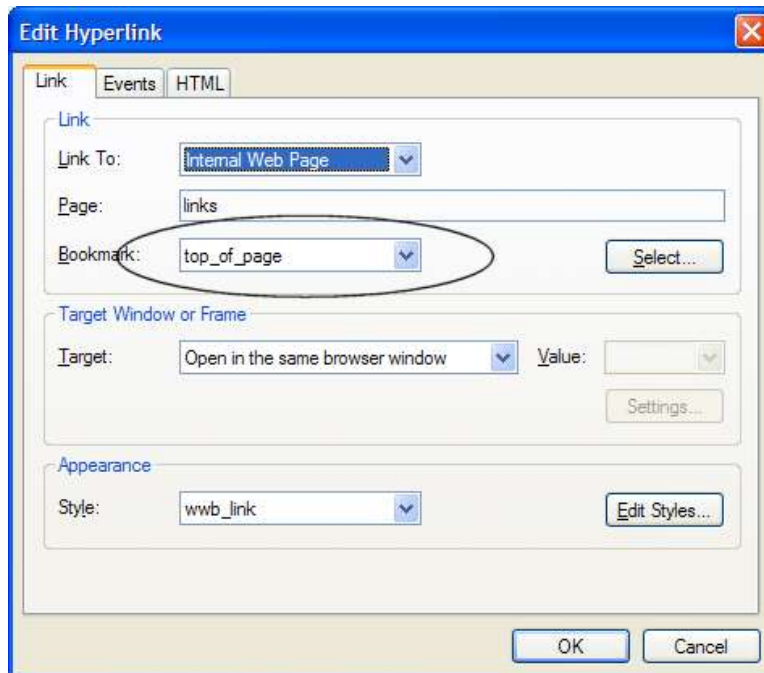 Edit Hyperlink
Link Events HTML
Link
Link To: Internal Web Page
Page: links
Bookmark: top_of_page Select...
Target Window or Frame
Target: Open in the same browser window Value:
Settings...
Appearance
Style: wwb_link Edit Styles...
OK Cancel